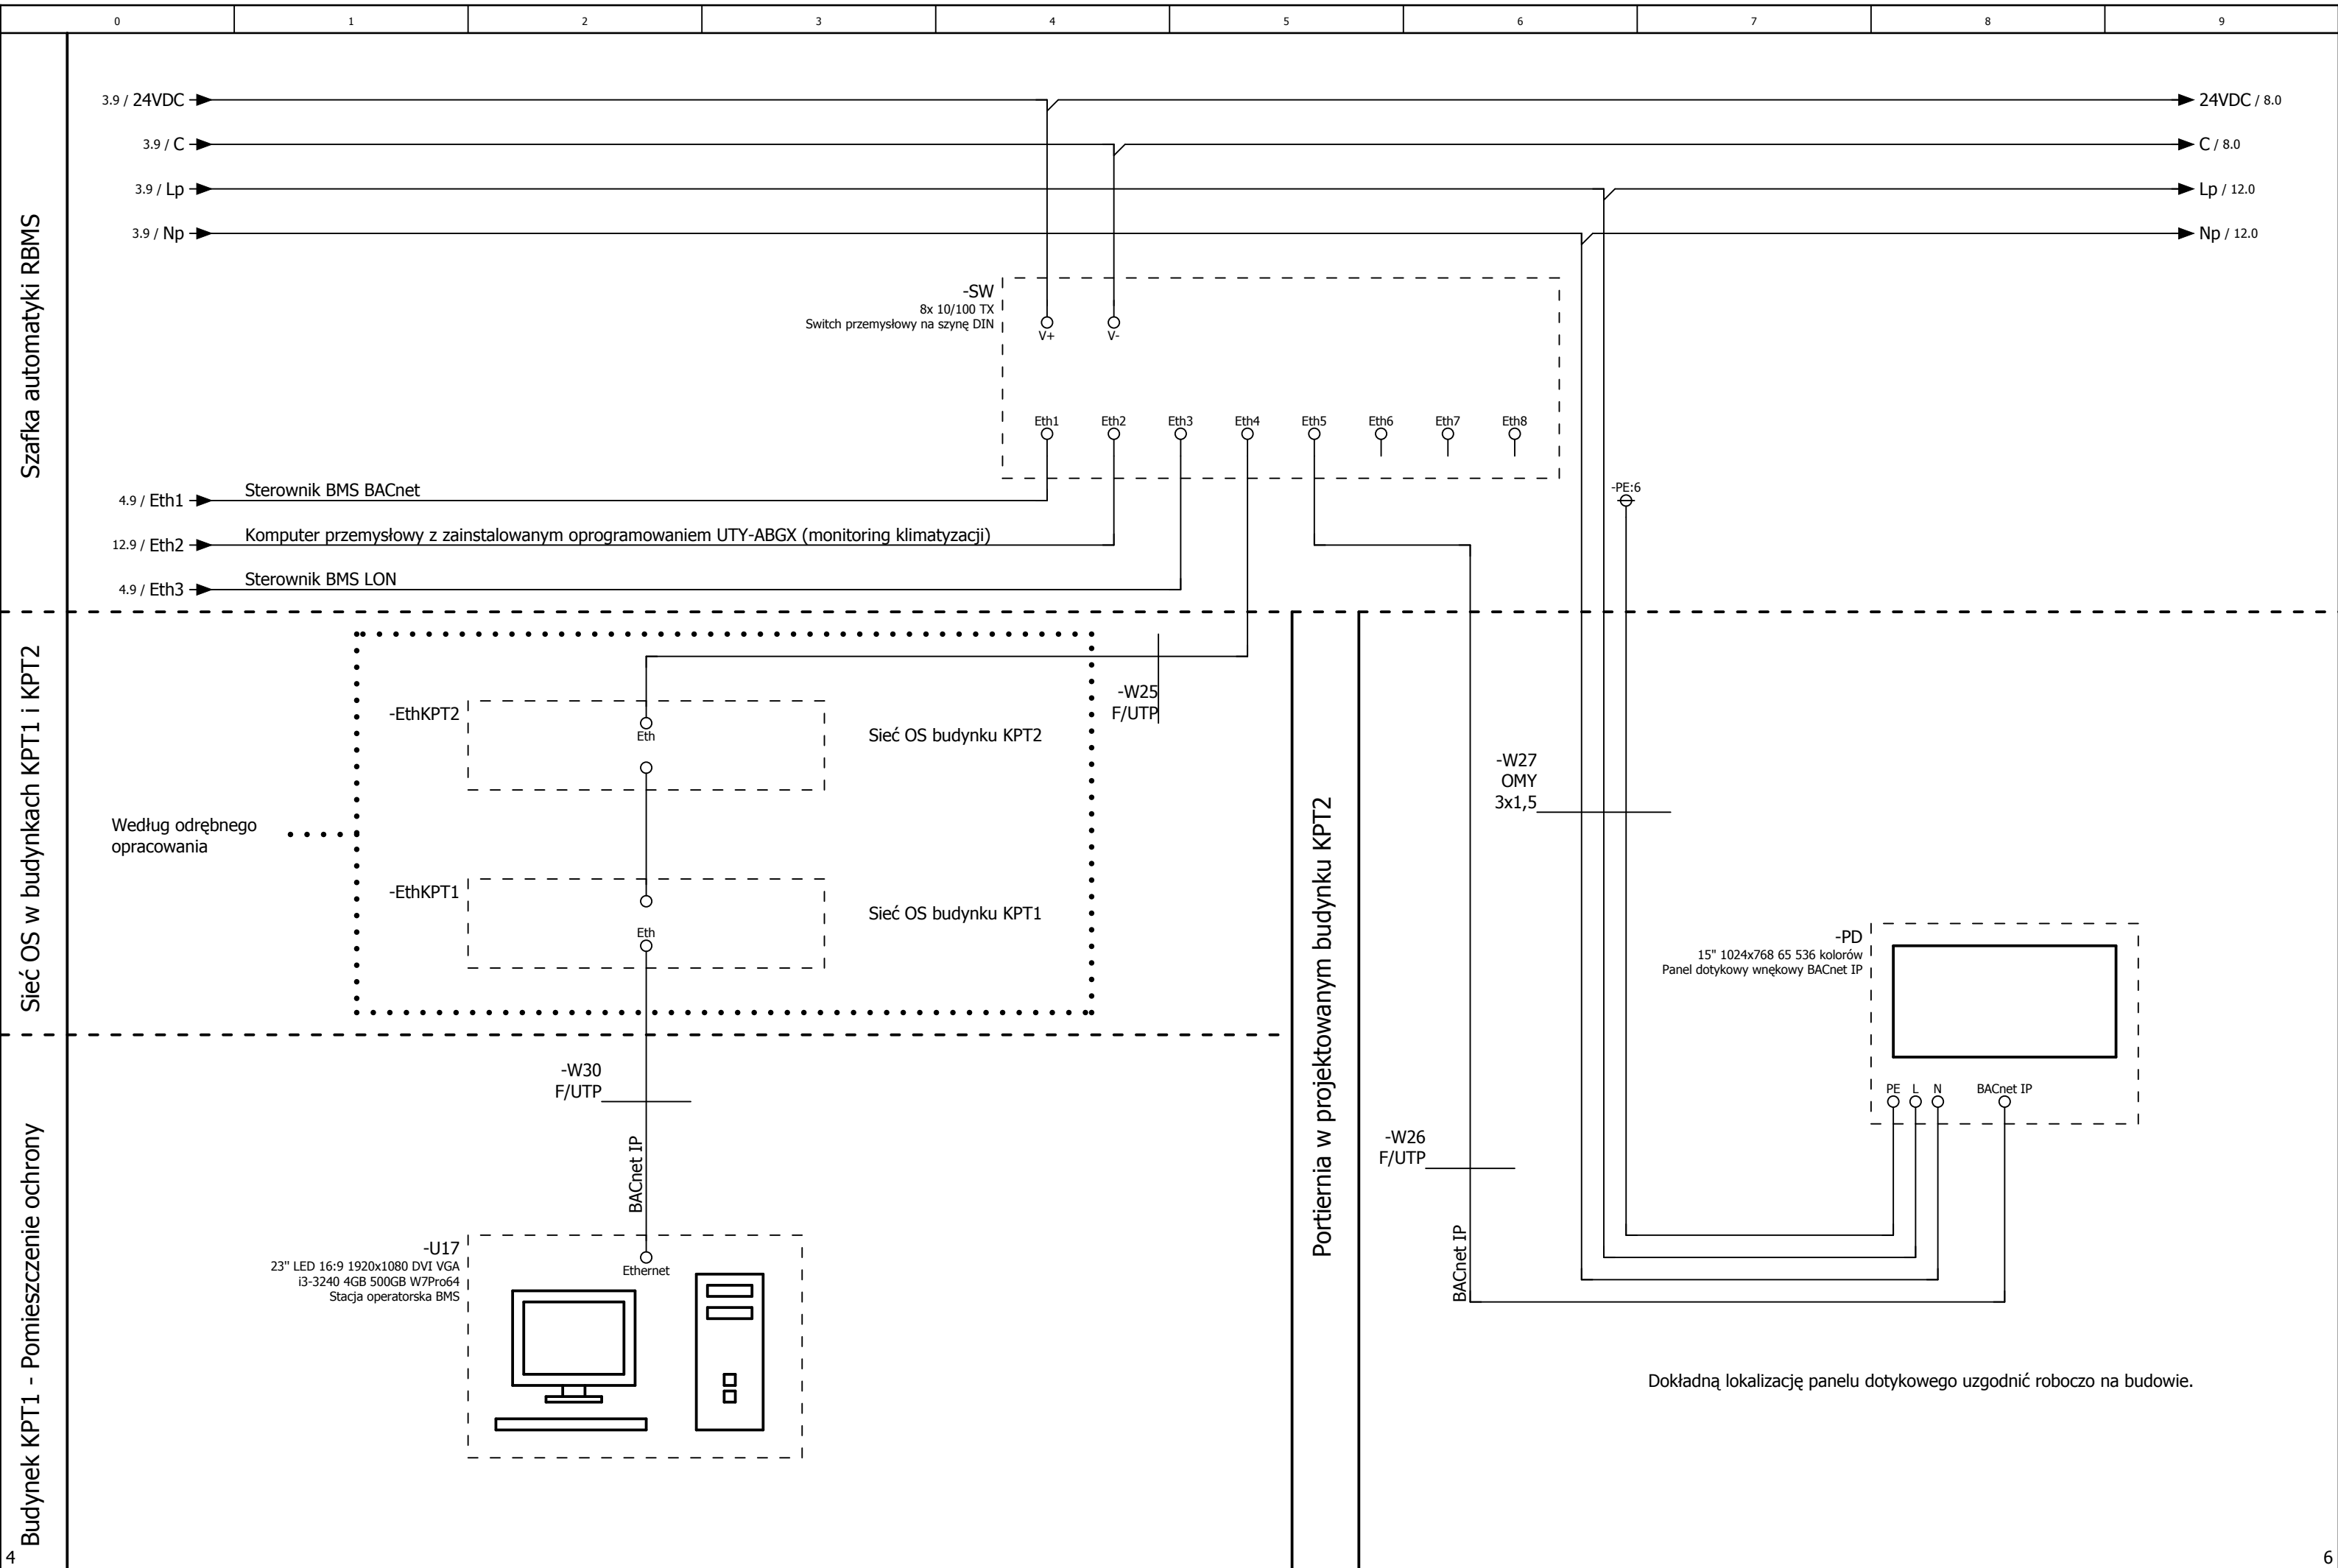 0 1 2 3 4 5 6 7 8 9
Szafka automatyki RBMS
3.9 / 24VDC
24VDC / 8.0
3.9 / C
C / 8.0
3.9 / Lp
Lp / 12.0
3.9 / Np
Np / 12.0
-SW
8x 10/100 TX
Switch przemysłowy na szynę DIN
V+ V-
Eth1 Eth2 Eth3 Eth4 Eth5 Eth6 Eth7 Eth8
4.9 / Eth1
Sterownik BMS BACnet
12.9 / Eth2
Komputer przemysłowy z zainstalowanym oprogramowaniem UTY-ABGX (monitoring klimatyzacji)
4.9 / Eth3
Sterownik BMS LON
-PE:6
Sieć OS w budynkach KPT1 i KPT2
-W25
F/UTP
-EthKPT2
Eth
Sieć OS budynku KPT2
Według odrębnego
opracowania
-EthKPT1
Eth
Sieć OS budynku KPT1
Budynek KPT1 - Pomieszczenie ochrony
-W30
F/UTP
BACnet IP
-U17
23" LED 16:9 1920x1080 DVI VGA
i3-3240 4GB 500GB W7Pro64
Stacja operatorska BMS
Ethernet
Portiernia w projektowanym budynku KPT2
-W27
OMY
3x1,5
-W26
F/UTP
BACnet IP
-PD
15" 1024x768 65 536 kolorów
Panel dotykowy wnękowy BACnet IP
PE L N BACnet IP
Dokładną lokalizację panelu dotykowego uzgodnić roboczo na budowie.
4
6